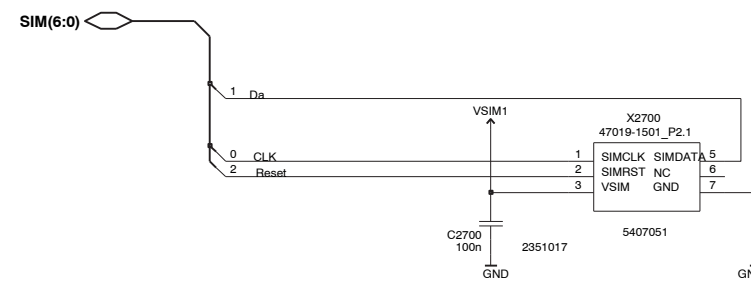 SIM(6:0)
1 Da
VSIM1
X2700
47019-1501_P2.1
0 CLK
1 SIMCLK SIMDATA 5
2 Reset
2 SIMRST NC 6
3 VSIM GND 7
C2700
100n 2351017
5407051
GND
GN